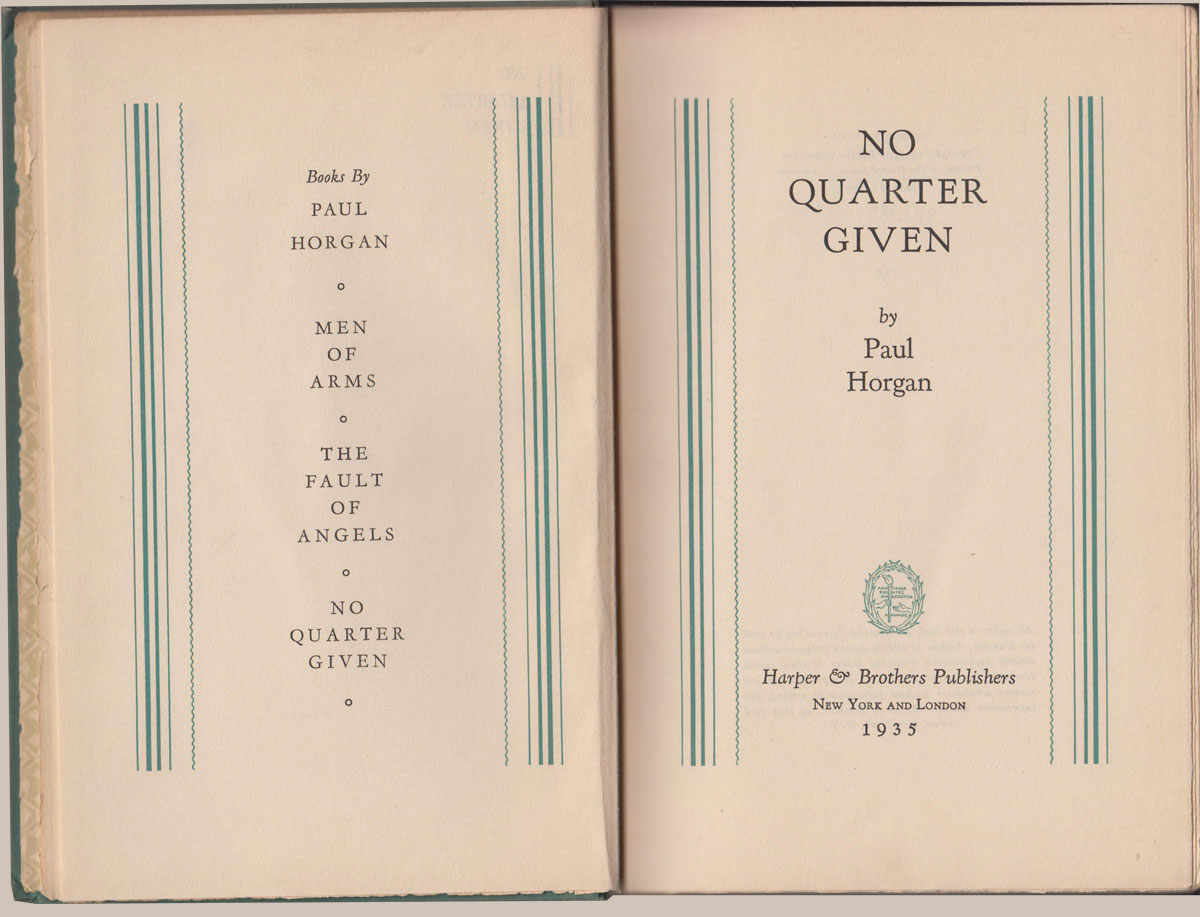 Books By
PAUL
HORGAN
MEN
OF
ARMS
THE
FAULT
OF
ANGELS
NO
QUARTER
GIVEN
NO
QUARTER
GIVEN
by
Paul
Horgan
Harper & Brothers Publishers
NEW YORK AND LONDON
1935